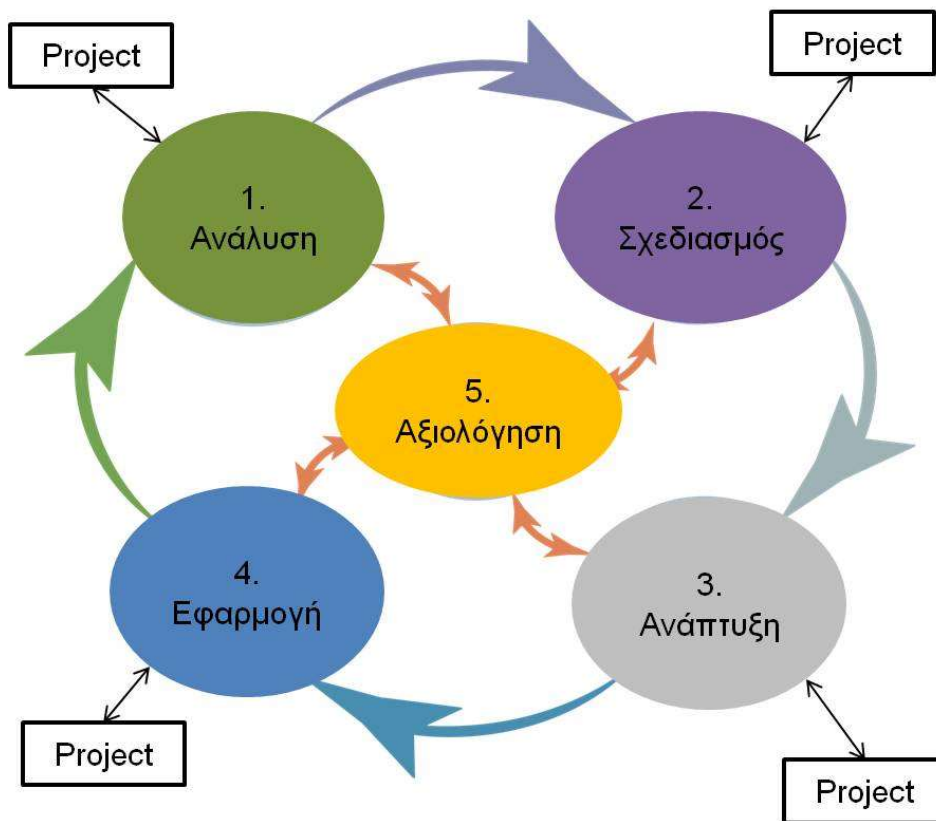 Project
Project
1.
Ανάλυση
2.
Σχεδιασμός
5.
Αξιολόγηση
4.
Εφαρμογή
3.
Ανάπτυξη
Project
Project